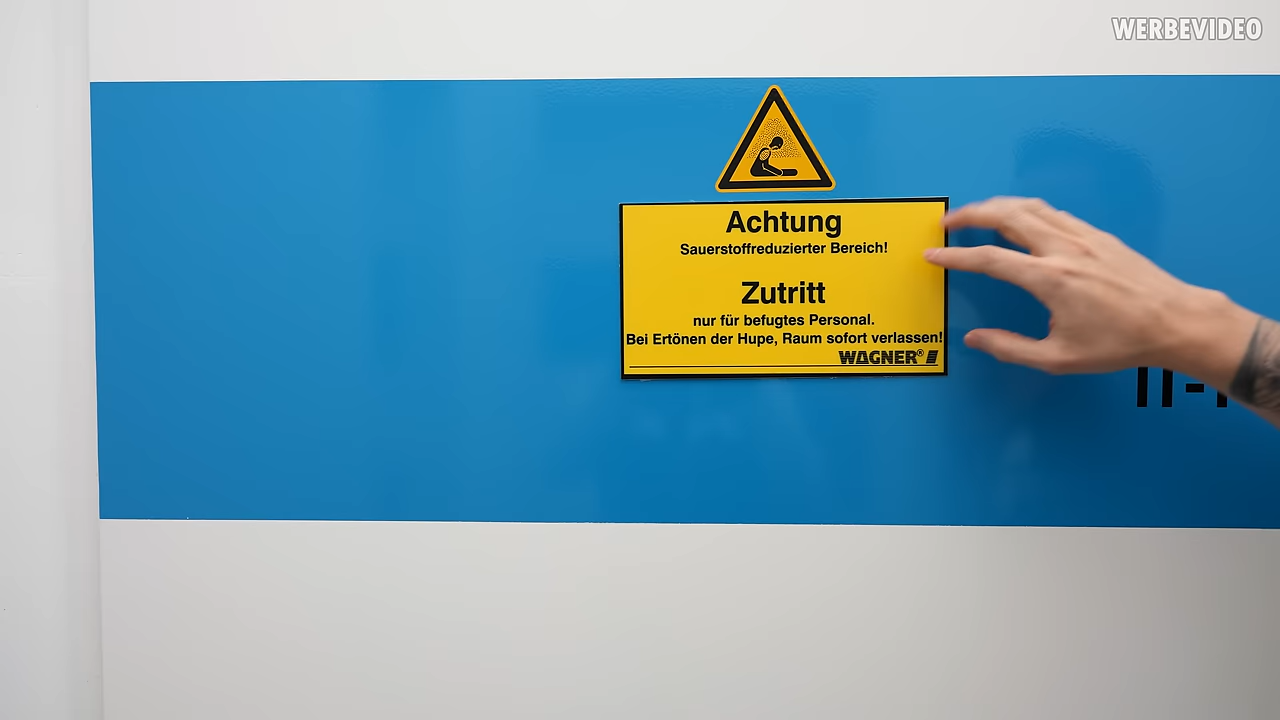 WERBEVIDEO
Achtung
Sauerstoffreduzierter Bereich!
Zutritt
nur für befugtes Personal.
Bei Ertönen der Hupe, Raum sofort verlassen!
WAGNER®